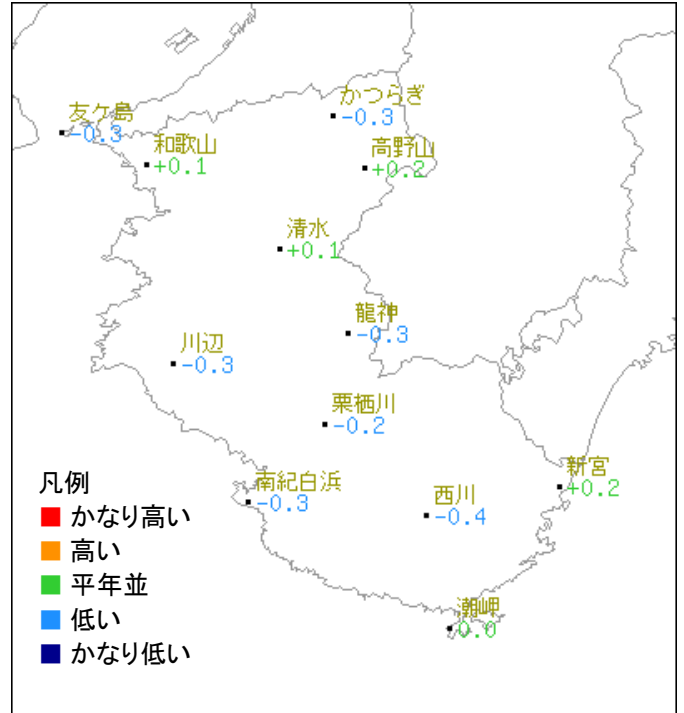 かつらぎ
-0.3
友ケ島
-0.3
和歌山
+0.1
高野山
+0.2
清水
+0.1
龍神
-0.3
川辺
-0.3
栗栖川
-0.2
新宮
+0.2
南紀白浜
-0.3
西川
-0.4
潮岬
0.0
凡例
かなり高い
高い
平年並
低い
かなり低い